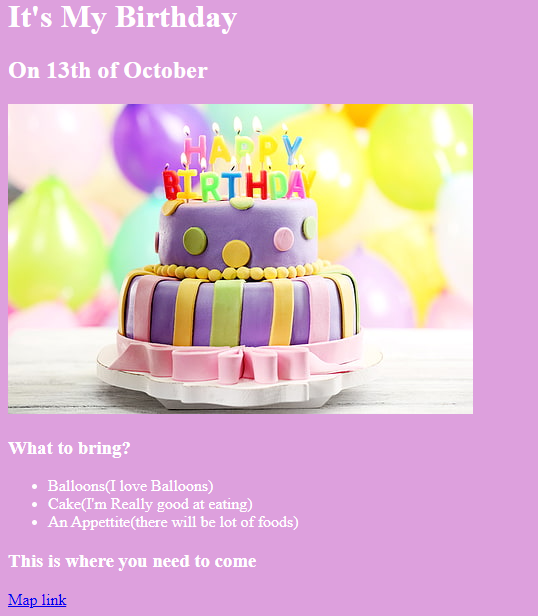 It's My Birthday
On 13th of October
HAPPY
BIRTHDAY
What to bring?
Balloons(I love Balloons)
Cake(I'm Really good at eating)
An Appettite(there will be lot of foods)
This is where you need to come
Map link